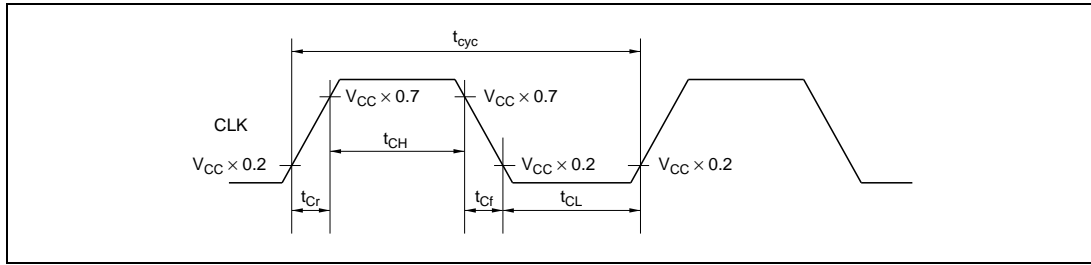 tcyc
VCC × 0.7
VCC × 0.7
CLK
tCH
VCC × 0.2
VCC × 0.2
VCC × 0.2
tCr
tCf
tCL